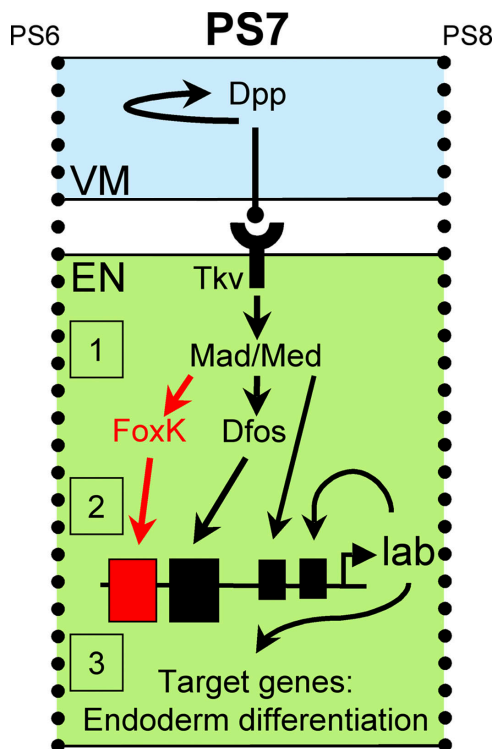 PS6 PS7 PS8
Dpp
VM
EN
Tkv
1
Mad/Med
FoxK Dfos
2
lab
3
Target genes:
Endoderm differentiation